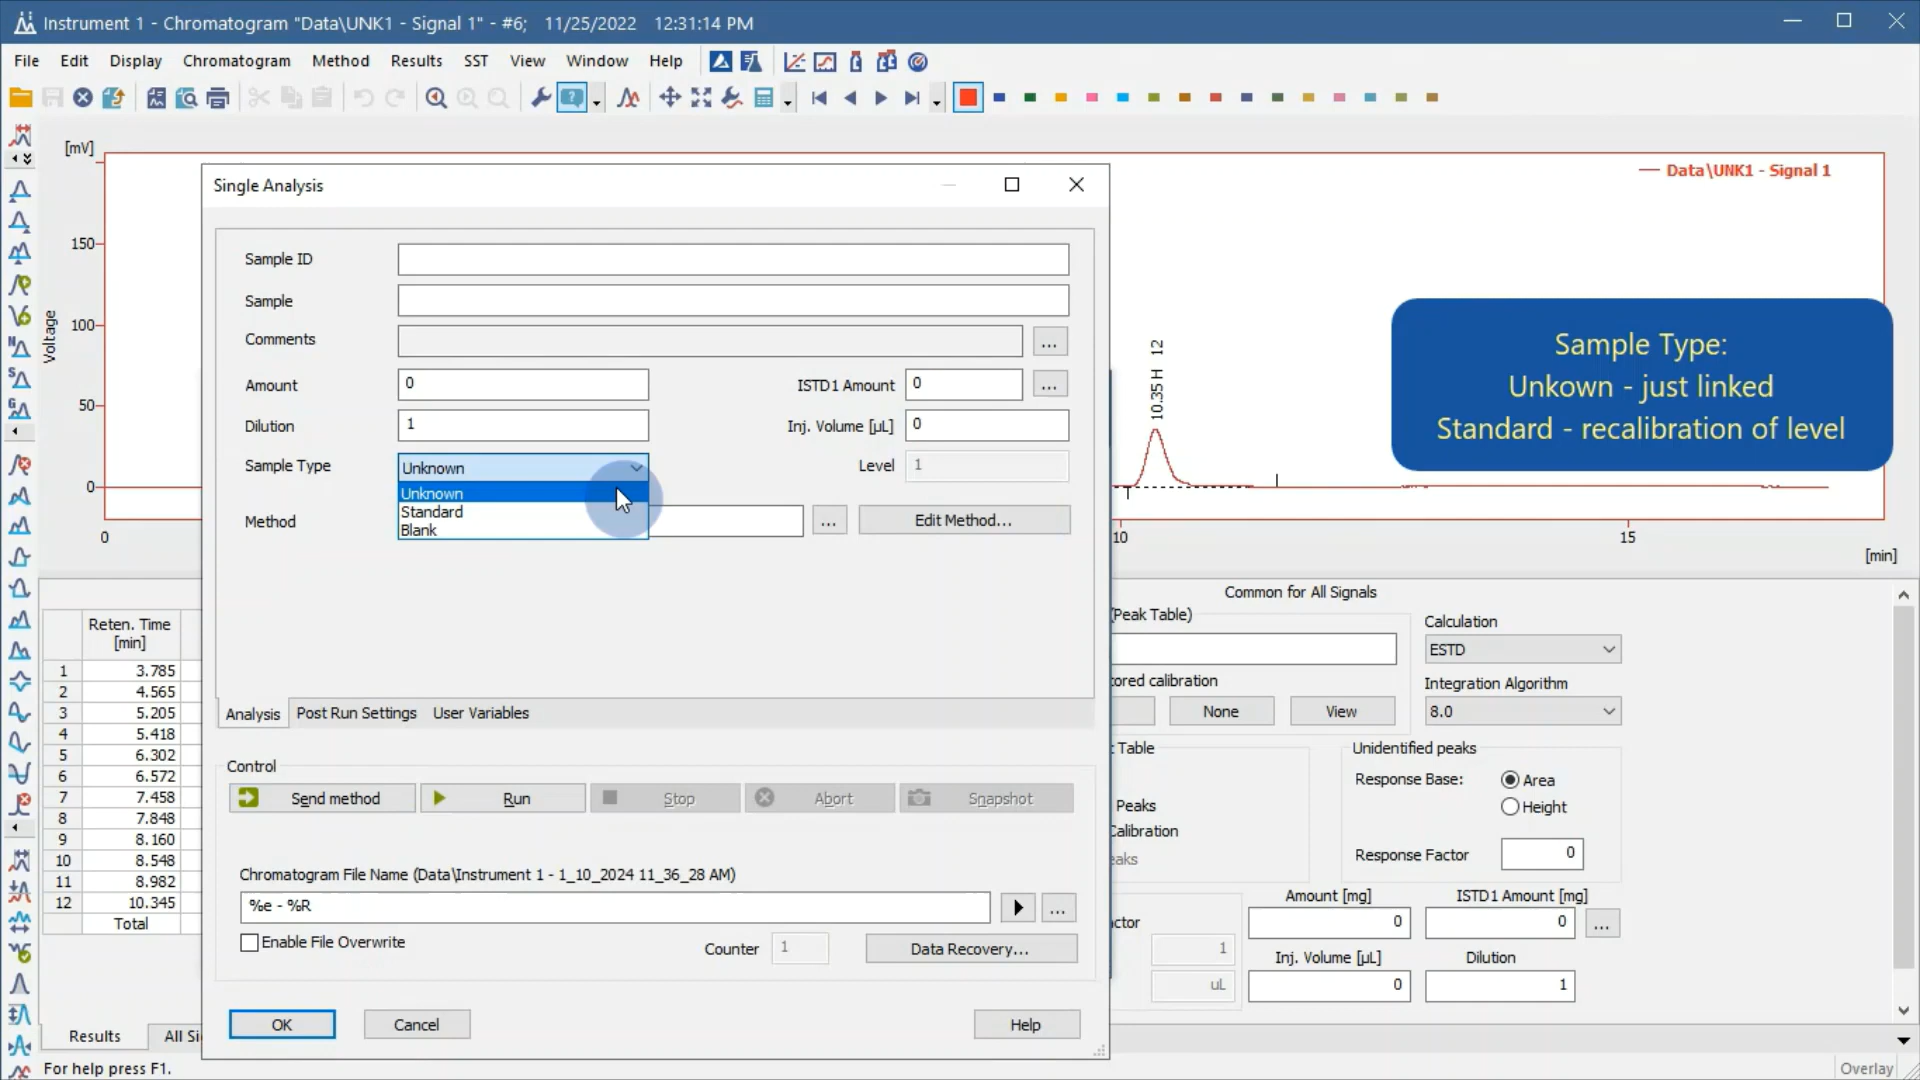 Instrument 1 - Chromatogram "Data\UNK1 - Signal 1" - #6; 11/25/2022 12:31:14 PM
File Edit Display Chromatogram Method Results SST View Window Help
[mV]
Data\UNK1 - Signal 1
150
100
50
0
Voltage
10.35 H 12
0
10
15
[min]
Sample Type:
Unkown - just linked
Standard - recalibration of level
Single Analysis
Sample ID
Sample
Comments
...
Amount 0 ISTD1 Amount 0 ...
Dilution 1 Inj. Volume [µL] 0
Sample Type Unknown Level 1
Unknown
Standard
Blank
Method ... Edit Method...
Analysis Post Run Settings User Variables
Control
Send method Run Stop Abort Snapshot
Chromatogram File Name (Data\Instrument 1 - 1_10_2024 11_36_28 AM)
%e - %R ...
Enable File Overwrite Counter 1 Data Recovery...
OK Cancel Help
Reten. Time
[min]
1 3.785
2 4.565
3 5.205
4 5.418
5 6.302
6 6.572
7 7.458
8 7.848
9 8.160
10 8.548
11 8.982
12 10.345
Total
Common for All Signals
(Peak Table)
Calculation
ESTD
ored calibration
Integration Algorithm
None View 8.0
Table
Unidentified peaks
Response Base: Area
Peaks
Height
Calibration
eaks
Response Factor 0
Amount [mg] ISTD1 Amount [mg]
ctor 0 0 ...
1
Inj. Volume [µL] Dilution
uL 0 1
Results All Si
For help press F1.
Overlay